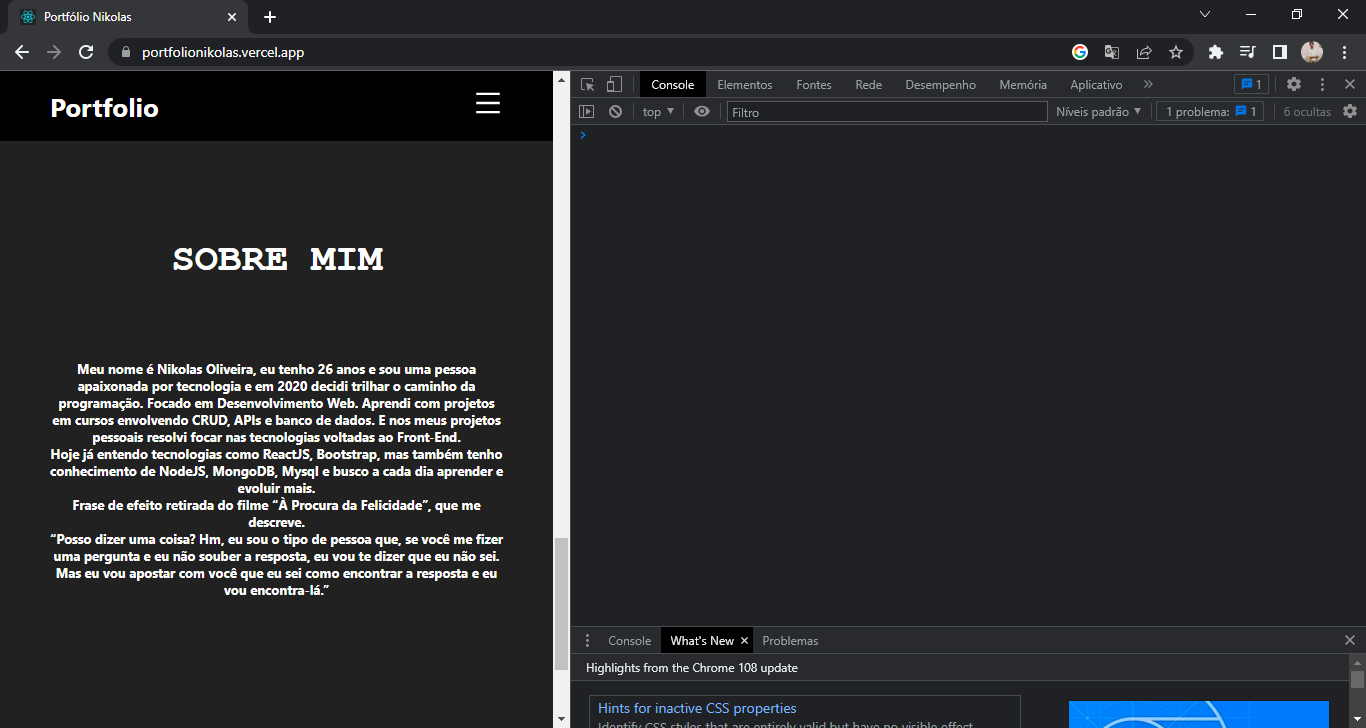 Portfólio Nikolas
portfolionikolas.vercel.app
Portfolio
SOBRE MIM
Meu nome é Nikolas Oliveira, eu tenho 26 anos e sou uma pessoa
apaixonada por tecnologia e em 2020 decidi trilhar o caminho da
programação. Focado em Desenvolvimento Web. Aprendi com projetos
em cursos envolvendo CRUD, APIs e banco de dados. E nos meus projetos
pessoais resolvi focar nas tecnologias voltadas ao Front-End.
Hoje já entendo tecnologias como ReactJS, Bootstrap, mas também tenho
conhecimento de NodeJS, MongoDB, Mysql e busco a cada dia aprender e
evoluir mais.
Frase de efeito retirada do filme “À Procura da Felicidade”, que me
descreve.
“Posso dizer uma coisa? Hm, eu sou o tipo de pessoa que, se você me fizer
uma pergunta e eu não souber a resposta, eu vou te dizer que eu não sei.
Mas eu vou apostar com você que eu sei como encontrar a resposta e eu
vou encontra-lá.”
Console Elementos Fontes Rede Desempenho Memória Aplicativo » 1
top Filtro Níveis padrão 1 problema: 1 6 ocultas
Console What's New Problemas
Highlights from the Chrome 108 update
Hints for inactive CSS properties
Identify CSS styles that are entirely valid but have no visible effect